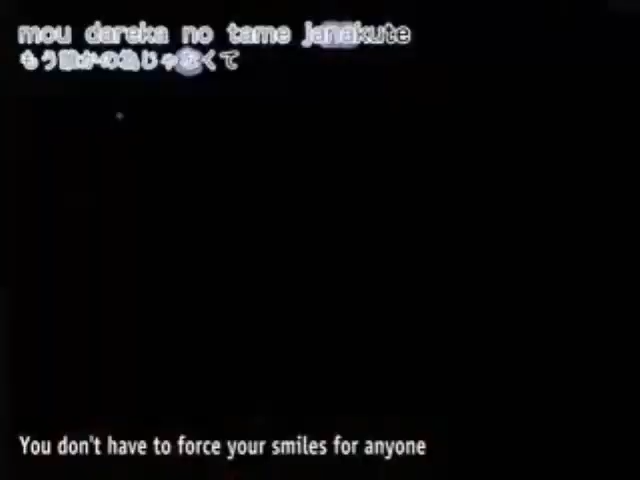 mou dareka no tame janakute
もう誰かの為じゃなくて
You don't have to force your smiles for anyone